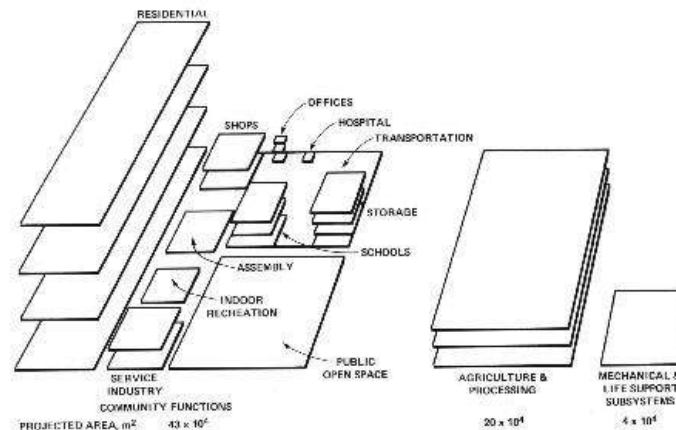 RESIDENTIAL
OFFICES
HOSPITAL
SHOPS
TRANSPORTATION
STORAGE
SCHOOLS
ASSEMBLY
INDOOR
RECREATION
PUBLIC
OPEN SPACE
SERVICE
INDUSTRY
AGRICULTURE &
PROCESSING
MECHANICAL &
LIFE SUPPORT
SUBSYSTEMS
COMMUNITY FUNCTIONS
PROJECTED AREA, m² 43 x 10⁴ 20 x 10⁴ 4 x 10⁴